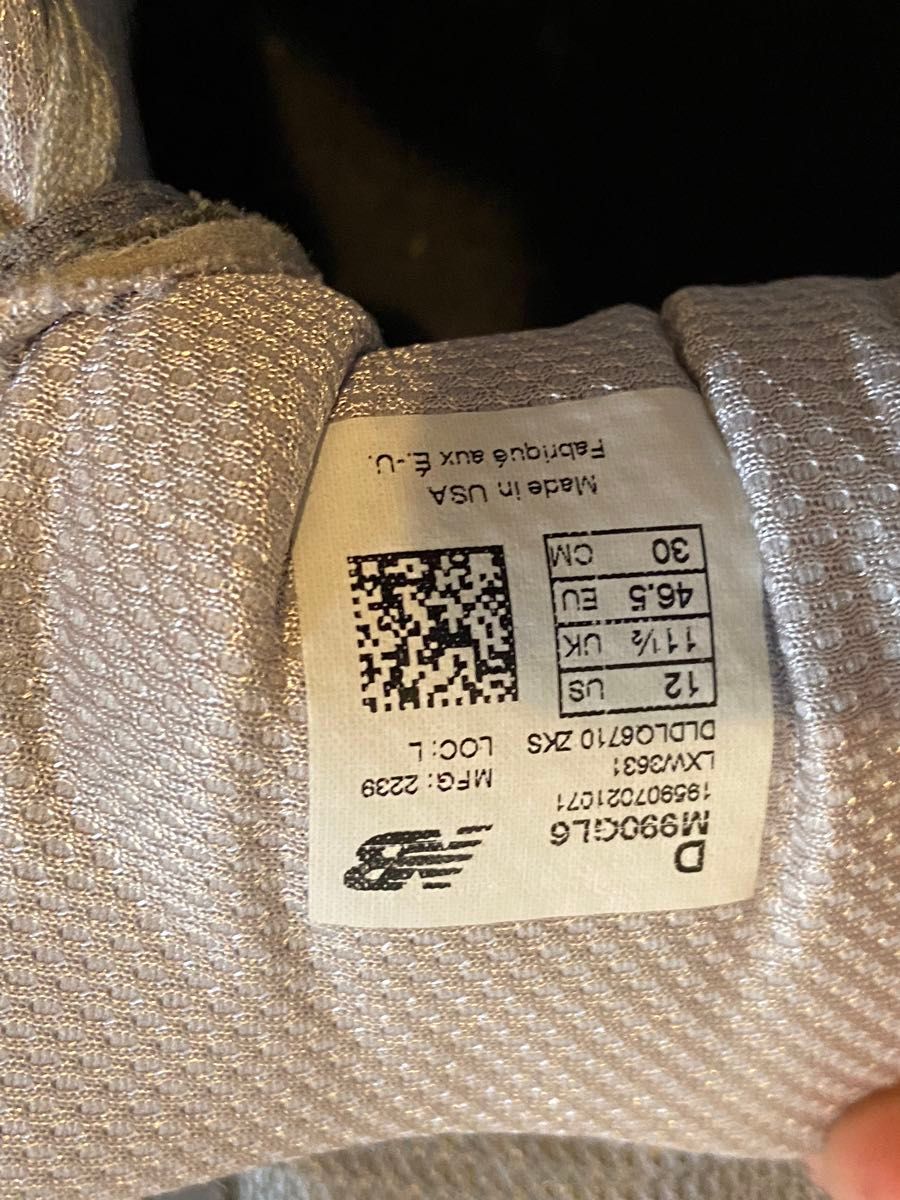 D
M990GL6
195907021071
LXW3631
DLDLQ6710 ZKS
MFG: 2239
LOC: L
12 US
11½ UK
46.5 EU
30 CM
Made in USA
Fabriqué aux É.-U.